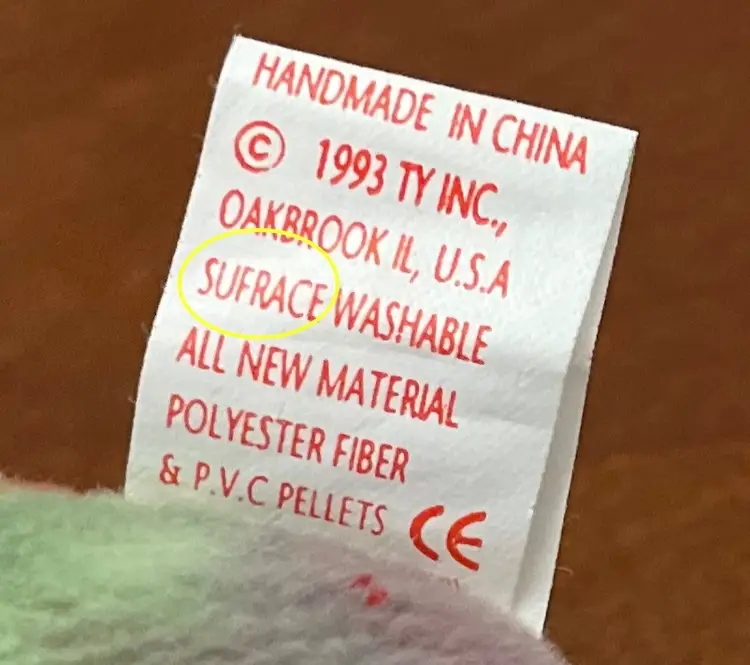 HANDMADE IN CHINA
© 1993 TY INC.,
OAKBROOK IL, U.S.A
SUFRACE WASHABLE
ALL NEW MATERIAL
POLYESTER FIBER
& P.V.C PELLETS CE